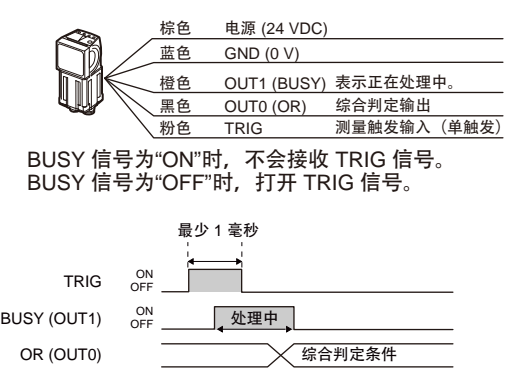 棕色 电源 (24 VDC)
蓝色 GND (0 V)
橙色 OUT1 (BUSY) 表示正在处理中。
黑色 OUT0 (OR) 综合判定输出
粉色 TRIG 测量触发输入（单触发）
BUSY 信号为“ON”时，不会接收 TRIG 信号。
BUSY 信号为“OFF”时，打开 TRIG 信号。
最少 1 毫秒
TRIG ON
OFF
BUSY (OUT1) ON
OFF 处理中
OR (OUT0) 综合判定条件